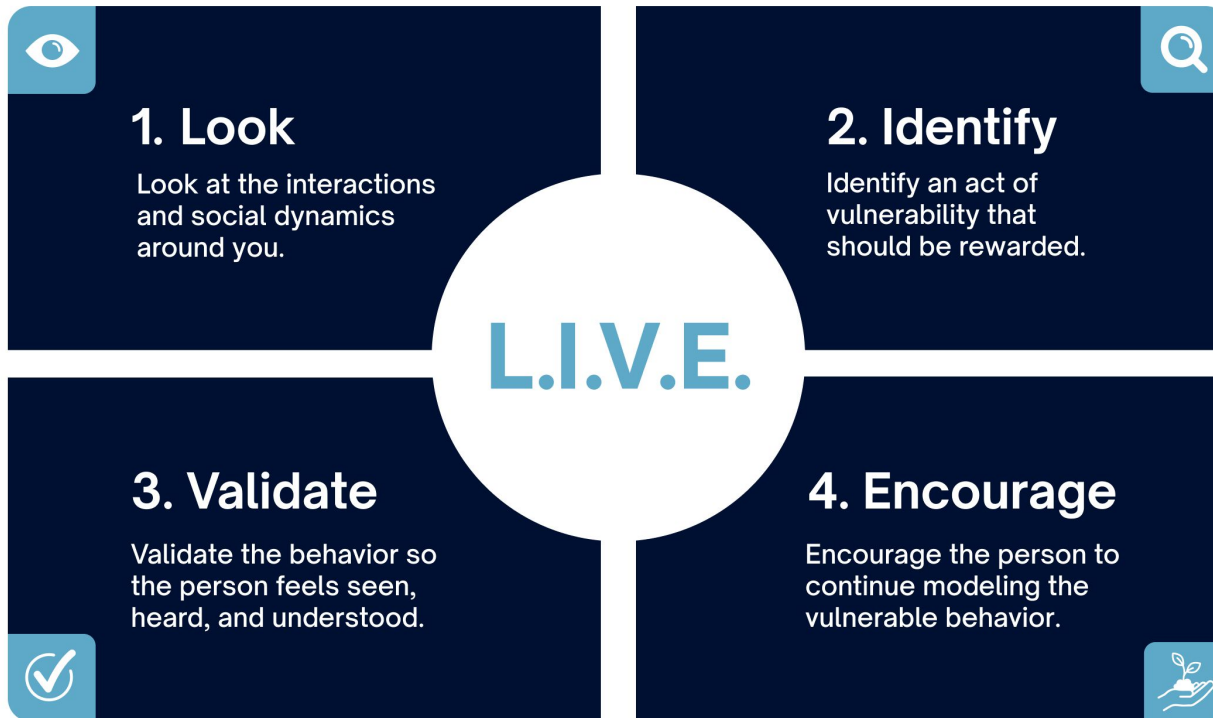 1. Look
Look at the interactions
and social dynamics
around you.
2. Identify
Identify an act of
vulnerability that
should be rewarded.
L.I.V.E.
3. Validate
Validate the behavior so
the person feels seen,
heard, and understood.
4. Encourage
Encourage the person to
continue modeling the
vulnerable behavior.